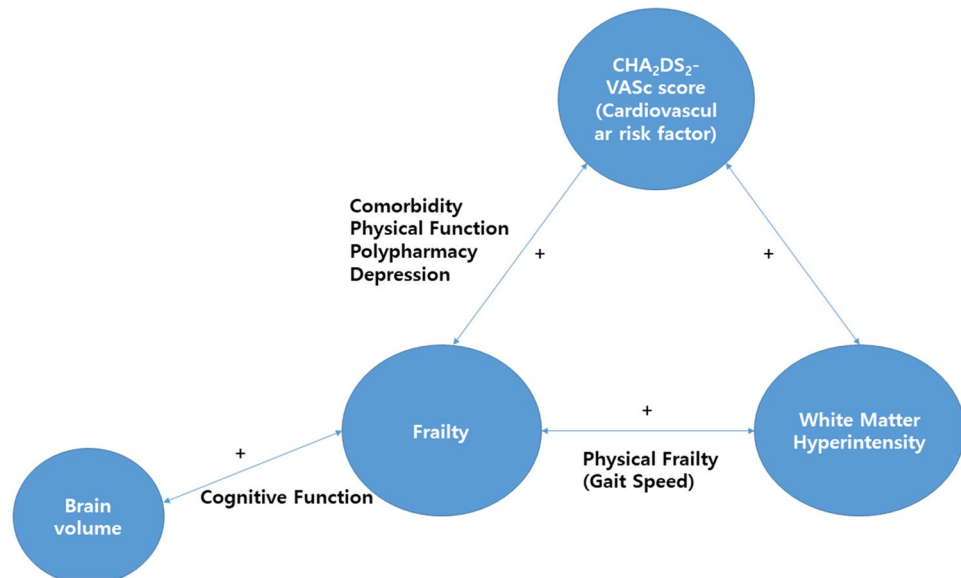 CHA₂DS₂-
VASc score
(Cardiovascul
ar risk factor)
Comorbidity
Physical Function
Polypharmacy
Depression
+
+
Frailty
+
Physical Frailty
(Gait Speed)
White Matter
Hyperintensity
+
Cognitive Function
Brain
volume